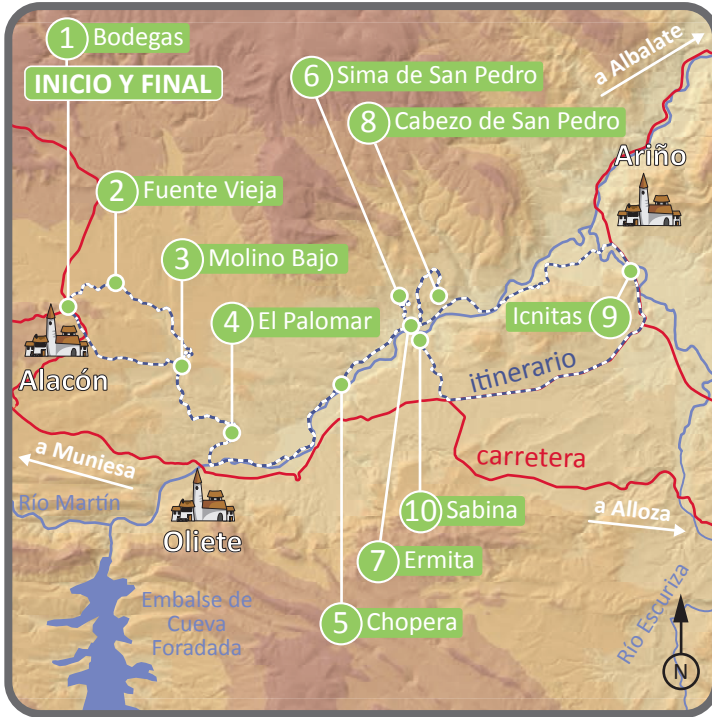 1 Bodegas
INICIO Y FINAL
6 Sima de San Pedro
a Albalate
8 Cabezo de San Pedro
Ariño
2 Fuente Vieja
3 Molino Bajo
4 El Palomar
Icnitas 9
Alacón
itinerario
a Muniesa
carretera
Río Martín
10 Sabina
a Alloza
Oliete
7 Ermita
Embalse de
Cueva
Foradada
5 Chopera
Río Escuriza
N